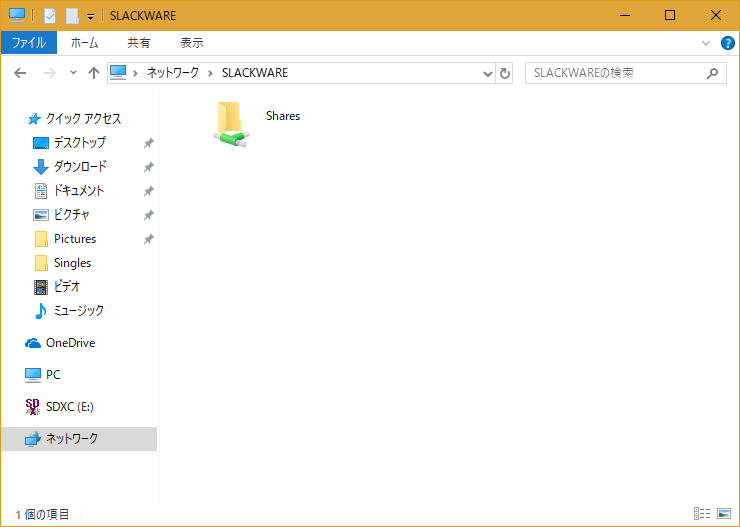 SLACKWARE
ファイル ホーム 共有 表示
ネットワーク SLACKWARE SLACKWAREの検索
クイック アクセス
デスクトップ
ダウンロード
ドキュメント
ピクチャ
Pictures
Singles
ビデオ
ミュージック
OneDrive
PC
SDXC (E:)
ネットワーク
Shares
1 個の項目